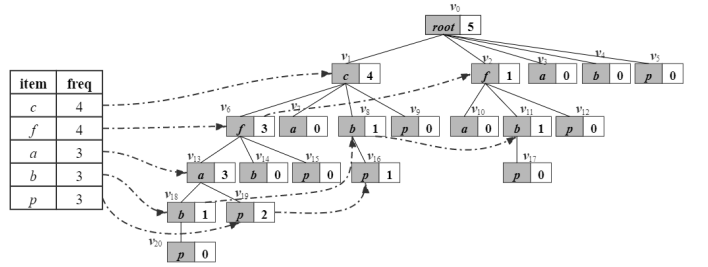 v0
root 5
v1 v2 v3 v4 v5
c 4 f 1 a 0 b 0 p 0
item freq
c 4
f 4
a 3
b 3
p 3
v6 v7 v8 v9 v10 v11 v12
f 3 a 0 b 1 p 0 a 0 b 1 p 0
v13 v14 v15 v16 v17
a 3 b 0 p 0 p 1 p 0
v18 v19
b 1 p 2
v20
p 0